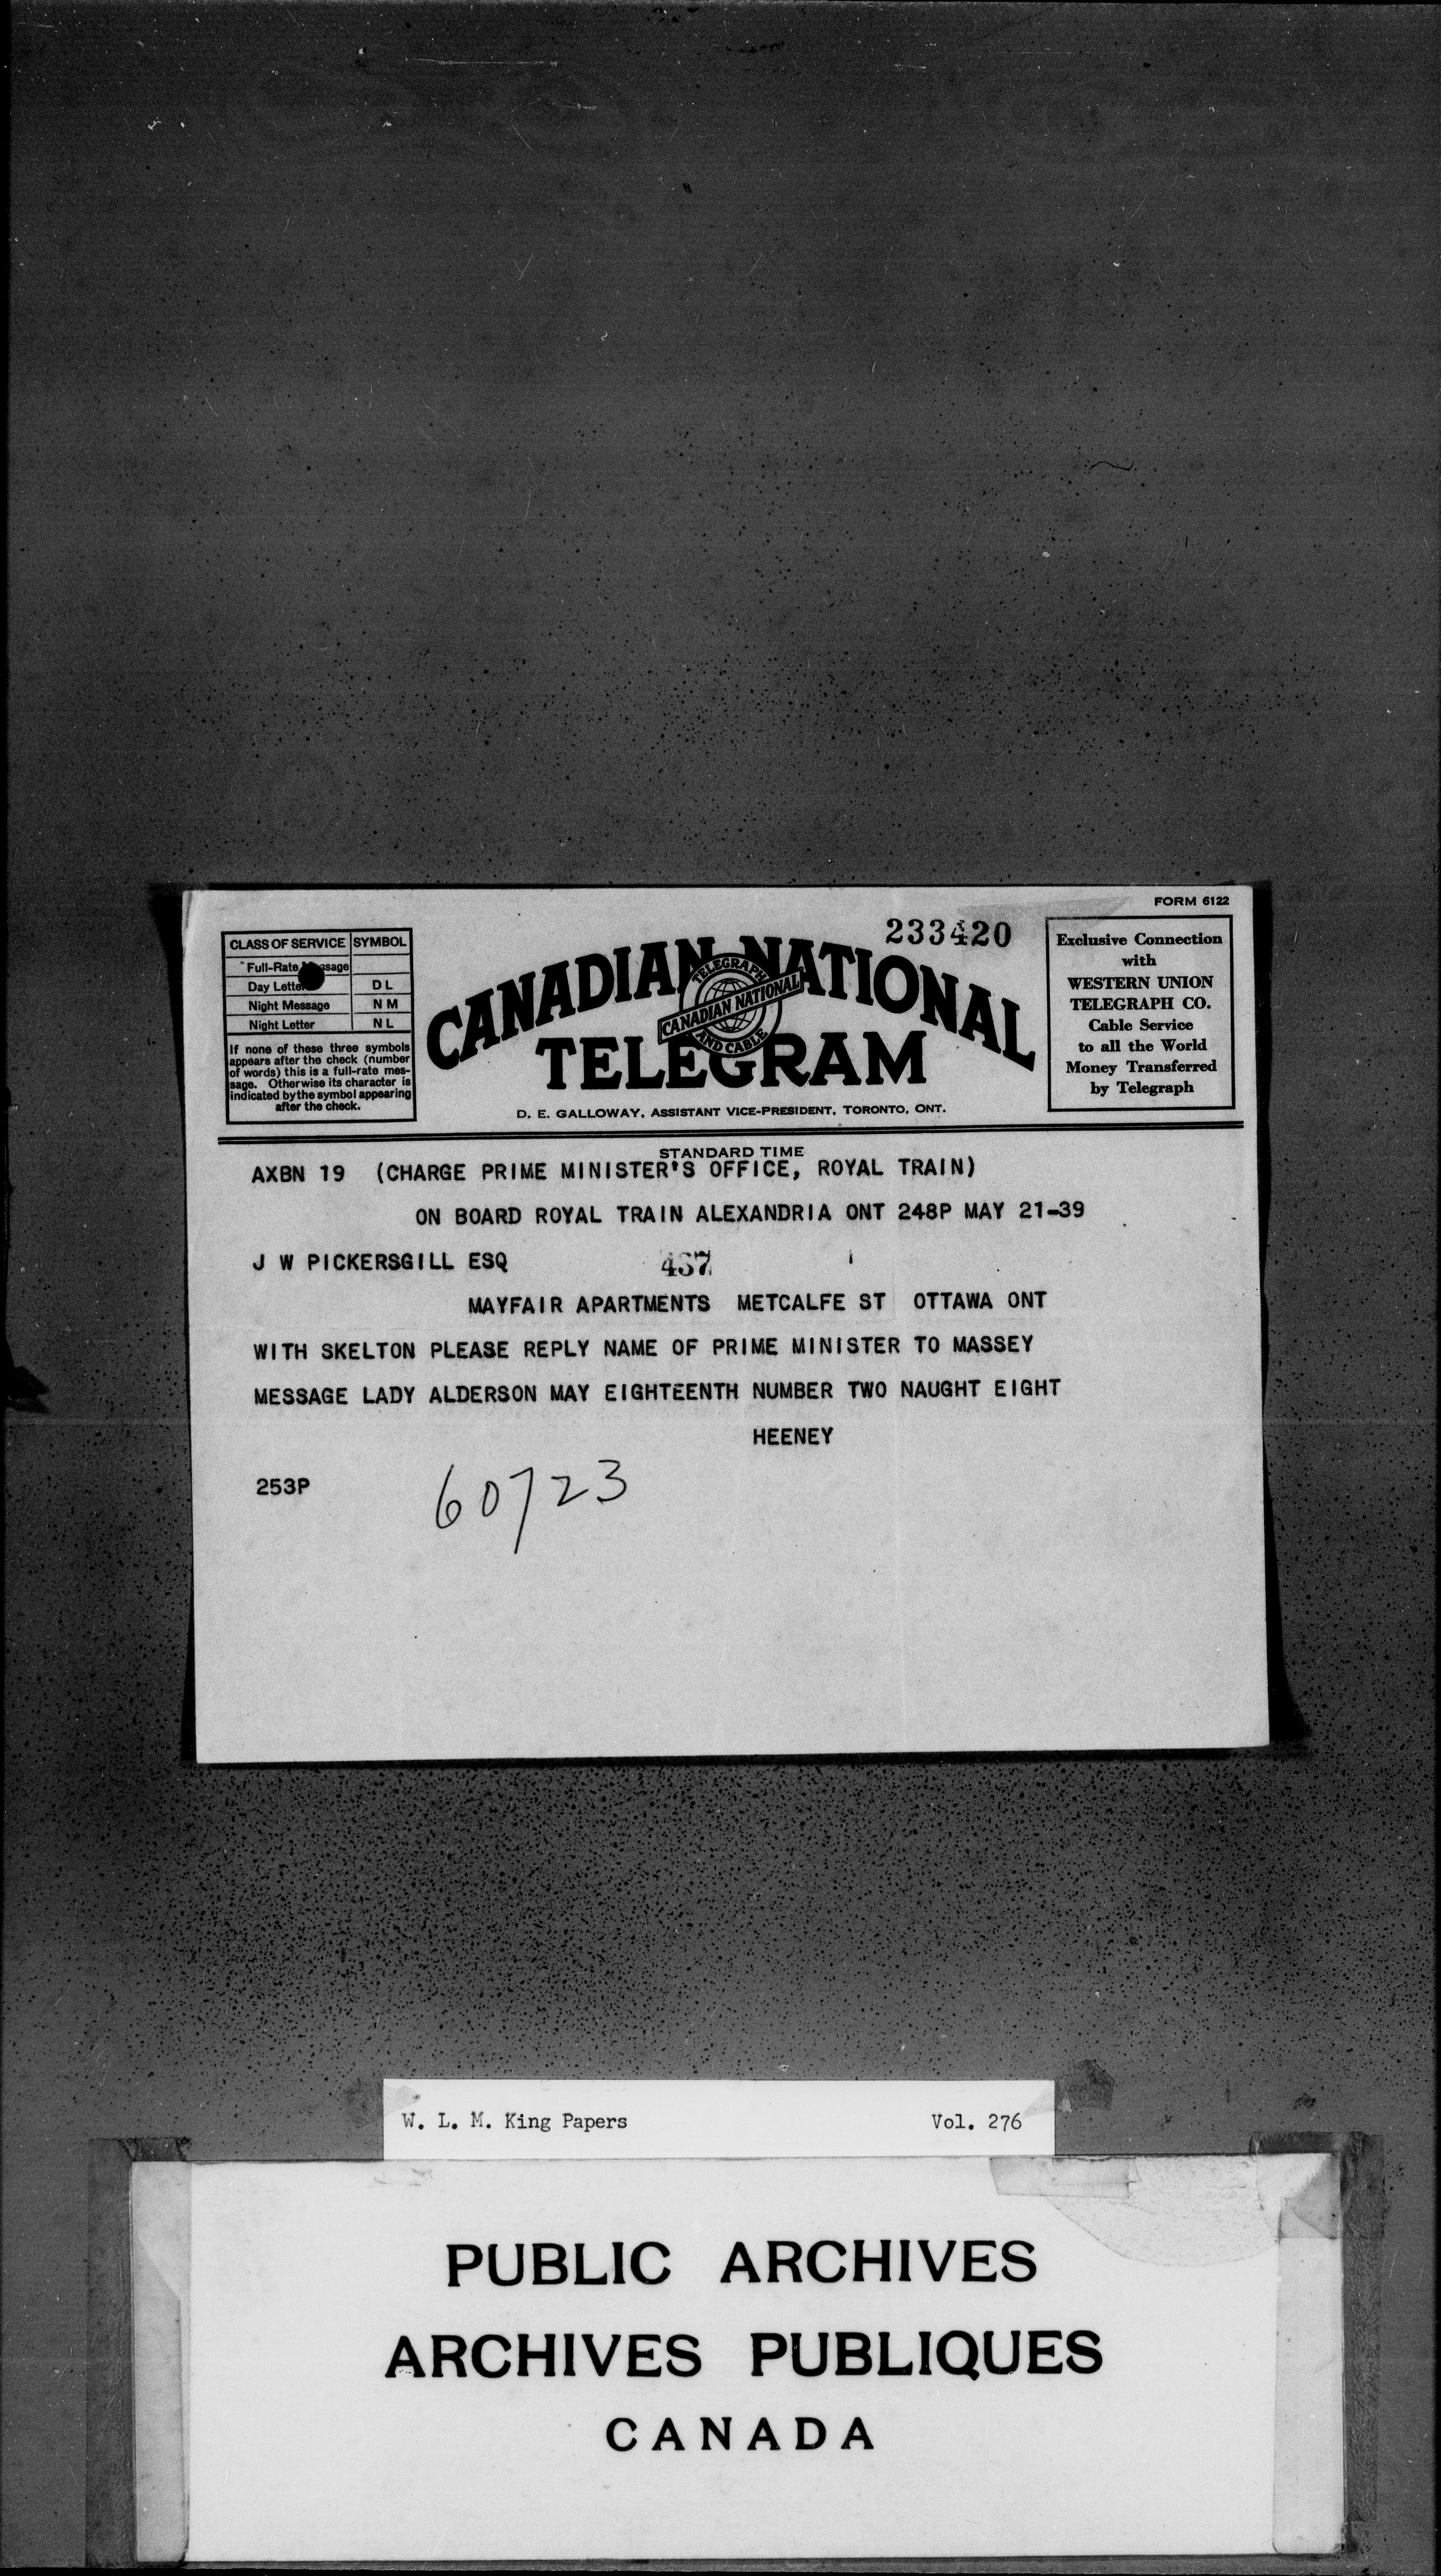 FORM 6122
233420
CLASS OF SERVICE SYMBOL
Full-Rate
Day Letter DL
Night Message NM
Night Letter NL
If none of these three symbols
appears after the check (number
of words) this is a full-rate mes-
sage. Otherwise its character is
indicated by the symbol appearing
after the check.
CANADIAN NATIONAL
TELEGRAPH
CANADIAN NATIONAL
AND CABLE
TELEGRAM
D. E. GALLOWAY, ASSISTANT VICE-PRESIDENT, TORONTO, ONT.
Exclusive Connection
with
WESTERN UNION
TELEGRAPH CO.
Cable Service
to all the World
Money Transferred
by Telegraph
STANDARD TIME
AXBN 19 (CHARGE PRIME MINISTER'S OFFICE, ROYAL TRAIN)
ON BOARD ROYAL TRAIN ALEXANDRIA ONT 248P MAY 21-39
J W PICKERSGILL ESQ 437
MAYFAIR APARTMENTS METCALFE ST OTTAWA ONT
WITH SKELTON PLEASE REPLY NAME OF PRIME MINISTER TO MASSEY
MESSAGE LADY ALDERSON MAY EIGHTEENTH NUMBER TWO NAUGHT EIGHT
HEENEY
253P
60723
W. L. M. King Papers Vol. 276
PUBLIC ARCHIVES
ARCHIVES PUBLIQUES
CANADA